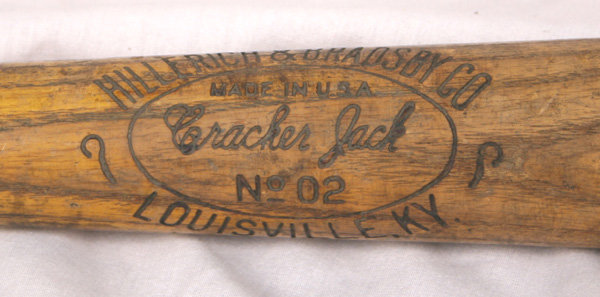 HILLERICH & BRADSBY CO
MADE IN U.S.A.
Cracker Jack
No 02
LOUISVILLE, KY.